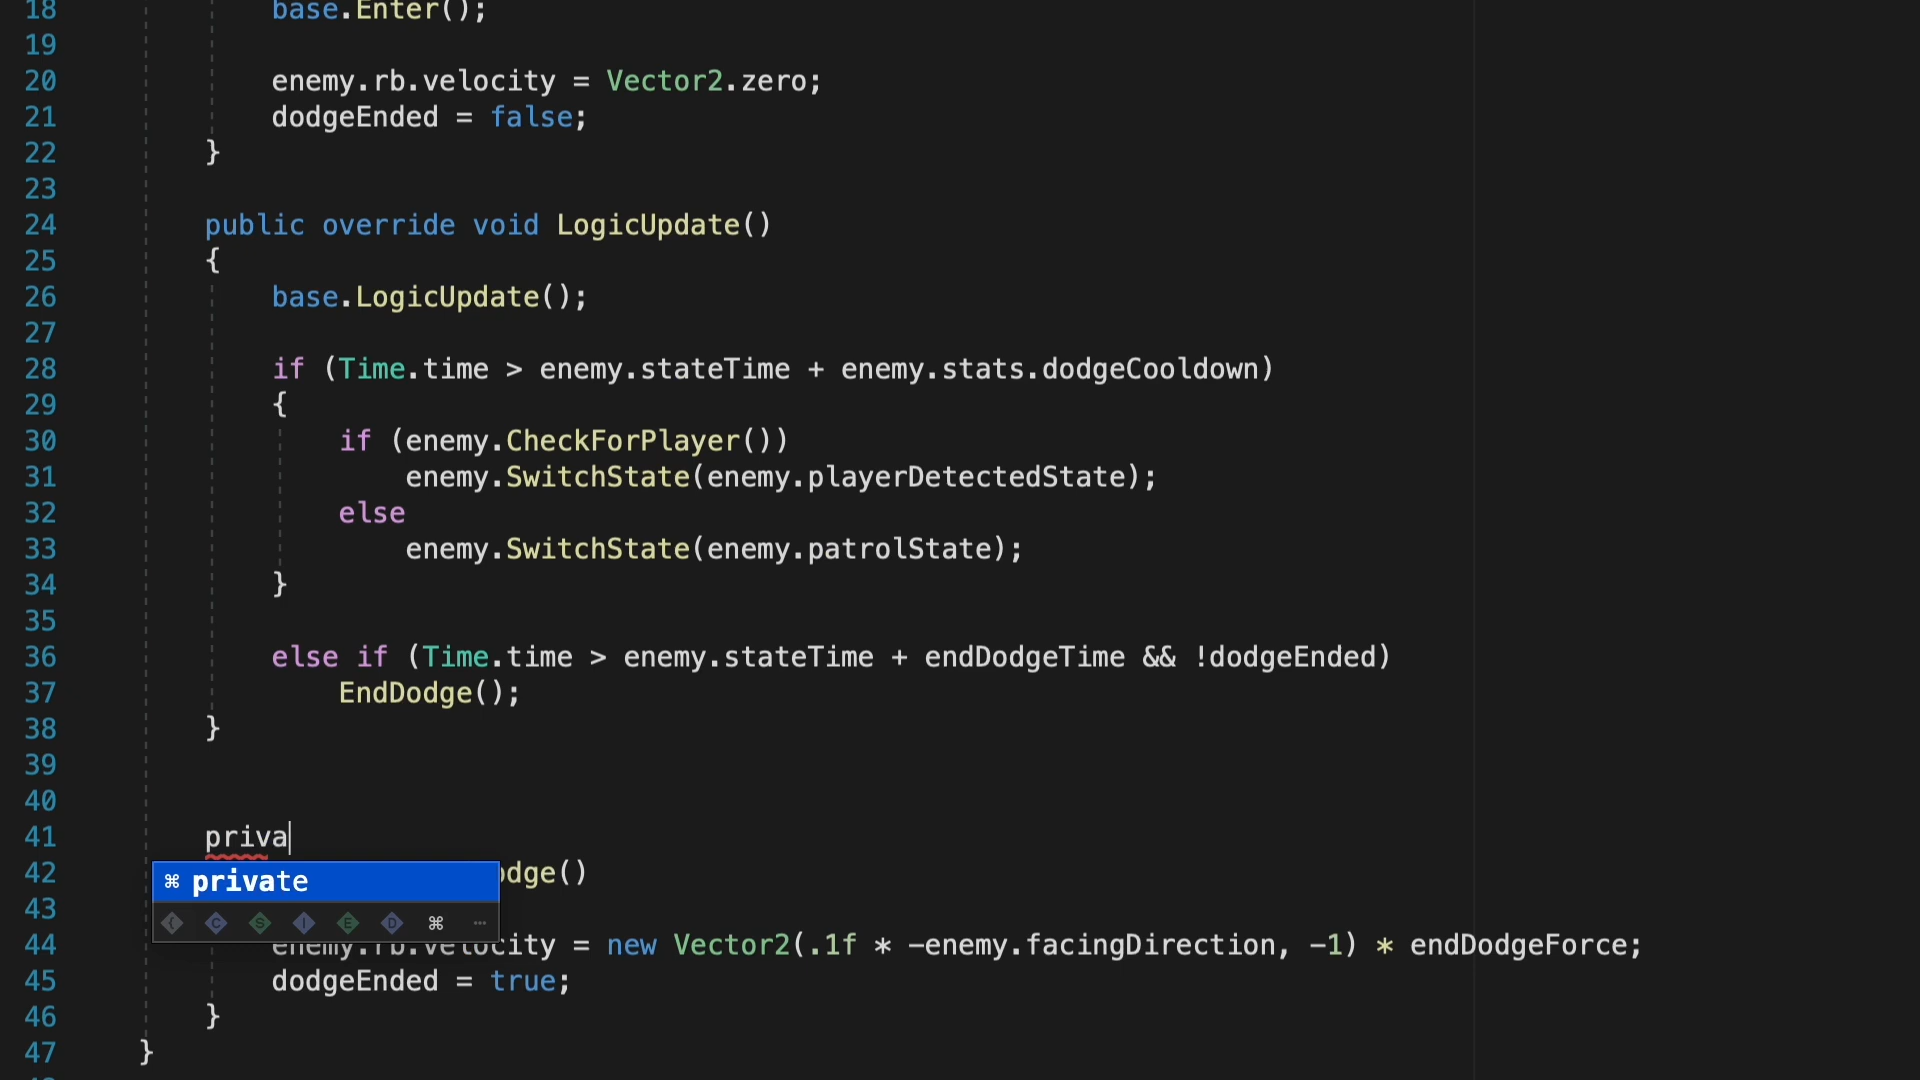 18 base.Enter();
19
20 enemy.rb.velocity = Vector2.zero;
21 dodgeEnded = false;
22 }
23
24 public override void LogicUpdate()
25 {
26 base.LogicUpdate();
27
28 if (Time.time > enemy.stateTime + enemy.stats.dodgeCooldown)
29 {
30 if (enemy.CheckForPlayer())
31 enemy.SwitchState(enemy.playerDetectedState);
32 else
33 enemy.SwitchState(enemy.patrolState);
34 }
35
36 else if (Time.time > enemy.stateTime + endDodgeTime && !dodgeEnded)
37 EndDodge();
38 }
39
40
41 priva
⌘ private
42 odge()
43 { C S I E D ⌘ …
44 enemy.rb.velocity = new Vector2(.1f * -enemy.facingDirection, -1) * endDodgeForce;
45 dodgeEnded = true;
46 }
47 }